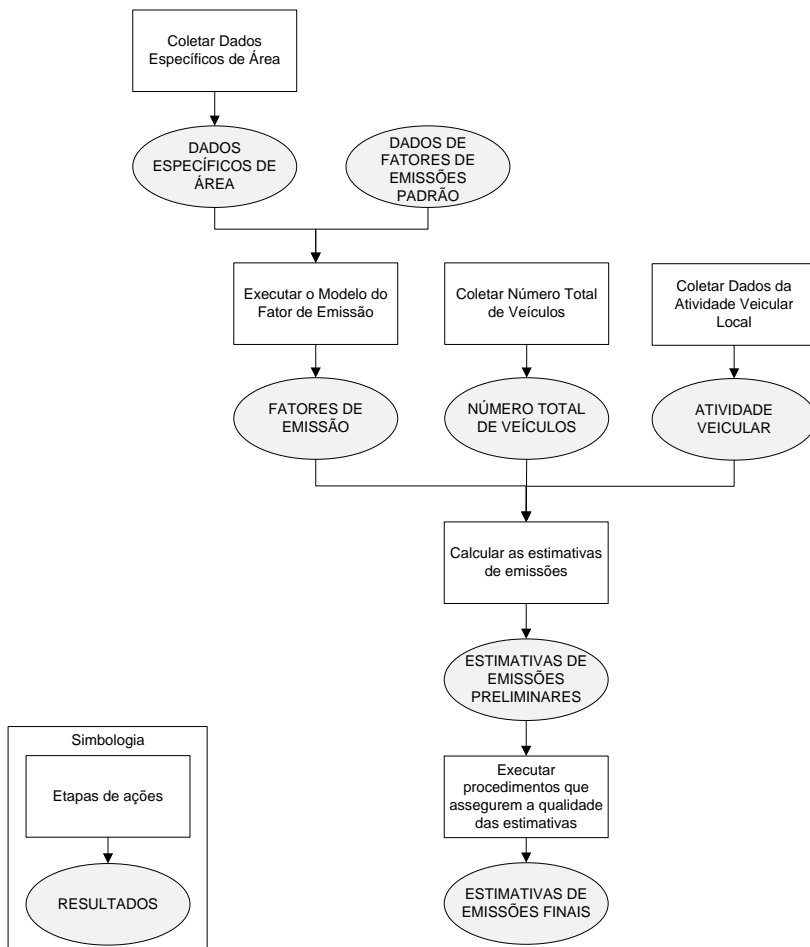 Coletar Dados
Específicos de Área
DADOS
ESPECÍFICOS DE
ÁREA
DADOS DE
FATORES DE
EMISSÕES
PADRÃO
Executar o Modelo do
Fator de Emissão
Coletar Número Total
de Veículos
Coletar Dados da
Atividade Veicular
Local
FATORES DE
EMISSÃO
NÚMERO TOTAL
DE VEÍCULOS
ATIVIDADE
VEICULAR
Calcular as estimativas
de emissões
ESTIMATIVAS DE
EMISSÕES
PRELIMINARES
Executar
procedimentos que
assegurem a qualidade
das estimativas
ESTIMATIVAS DE
EMISSÕES FINAIS
Simbologia
Etapas de ações
RESULTADOS